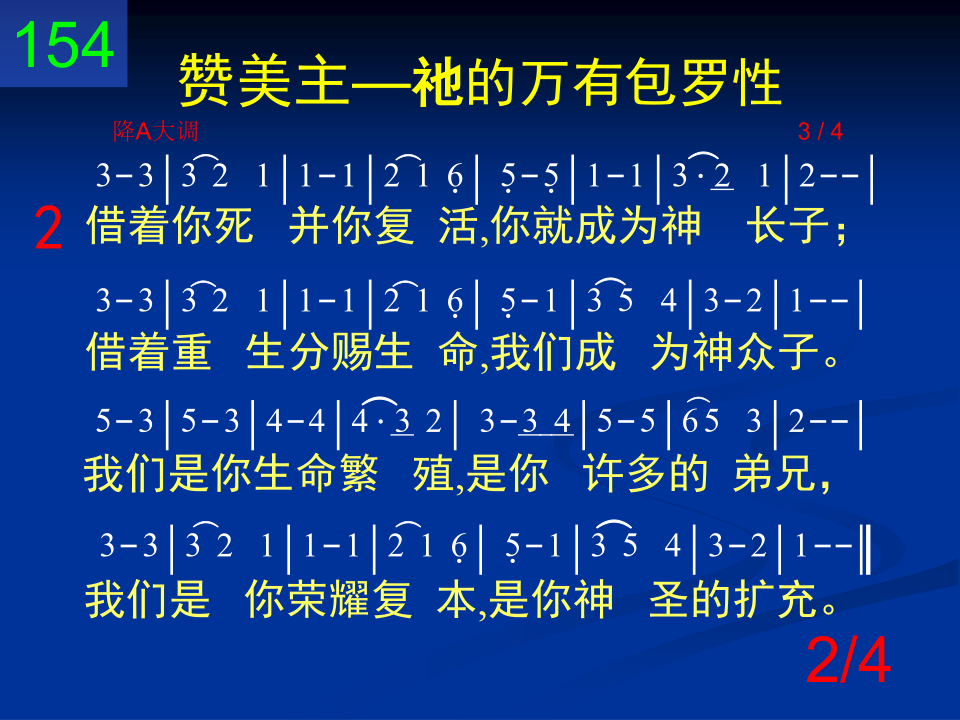 154
赞美主—祂的万有包罗性
降A大调 3 / 4
3-3|3 2 1|1-1|2 1 6̣| 5̣-5̣|1-1|3·2 1|2--|
2 借着你死 并你复 活,你就成为神 长子；
3-3|3 2 1|1-1|2 1 6̣| 5̣-1|3 5 4|3-2|1--|
借着重 生分赐生 命,我们成 为神众子。
5-3|5-3|4-4|4·3 2| 3-3 4|5-5|6 5 3|2--|
我们是你生命繁 殖,是你 许多的 弟兄，
3-3|3 2 1|1-1|2 1 6̣| 5̣-1|3 5 4|3-2|1--‖
我们是 你荣耀复 本,是你神 圣的扩充。
2/4